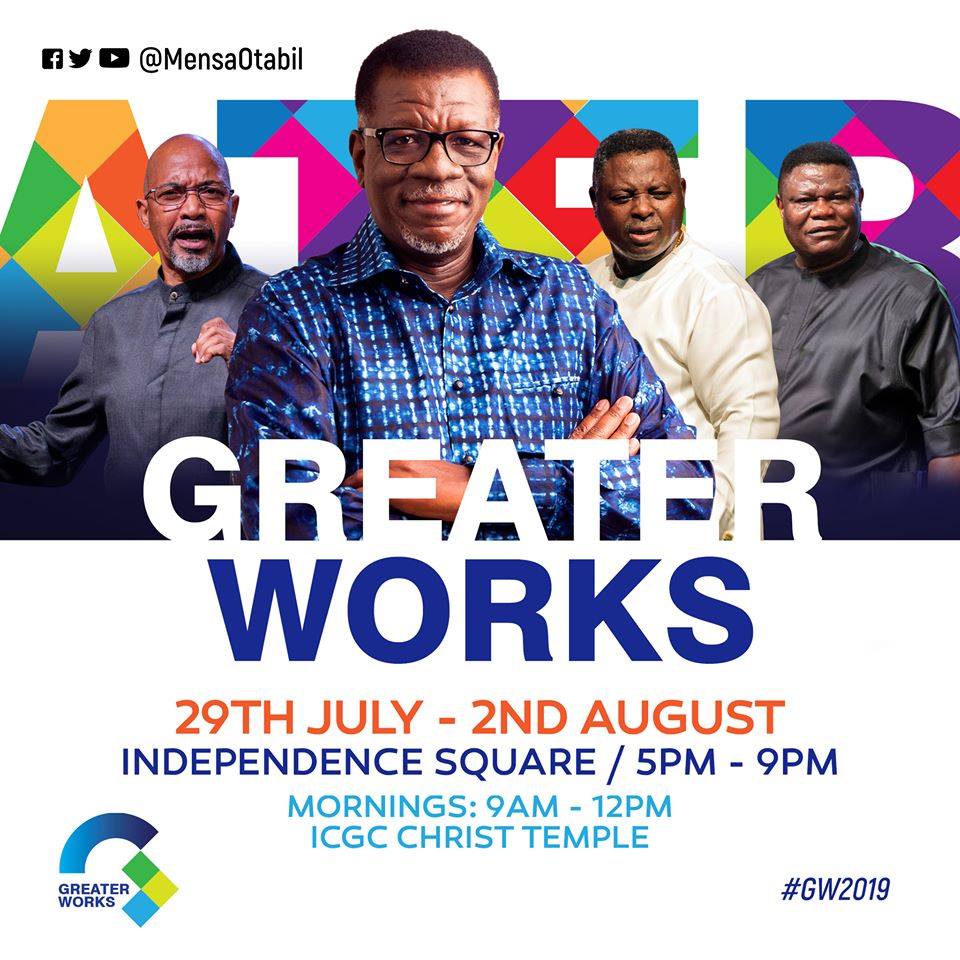 @MensaOtabil
ATER
GREATER
WORKS
29TH JULY - 2ND AUGUST
INDEPENDENCE SQUARE / 5PM - 9PM
MORNINGS: 9AM - 12PM
ICGC CHRIST TEMPLE
GREATER
WORKS
#GW2019